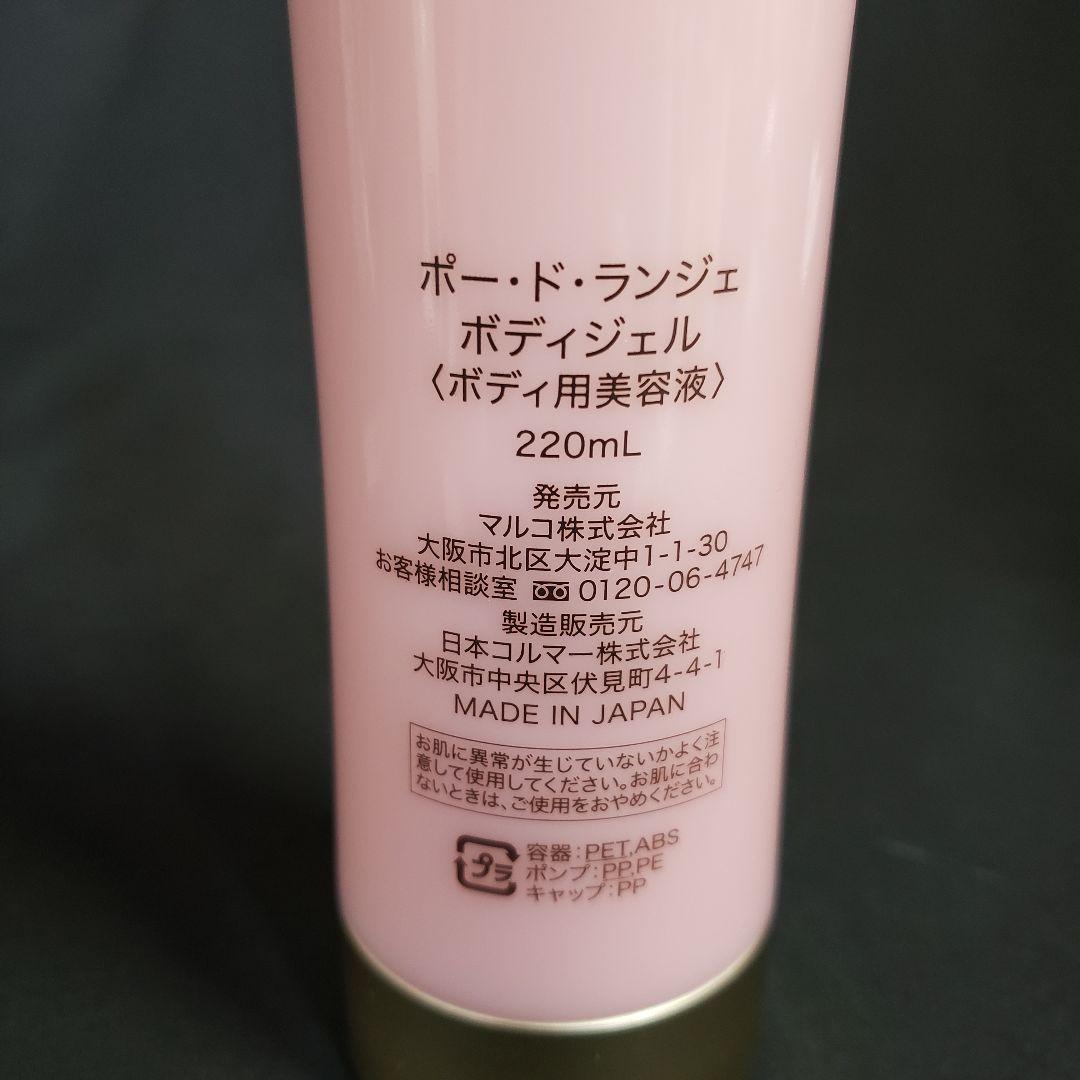 ポー・ド・ランジェ
ボディジェル
〈ボディ用美容液〉
220mL
発売元
マルコ株式会社
大阪市北区大淀中1-1-30
お客様相談室 0120-06-4747
製造販売元
日本コルマー株式会社
大阪市中央区伏見町4-4-1
MADE IN JAPAN
お肌に異常が生じていないかよく注
意して使用してください。お肌に合わ
ないときは、ご使用をおやめください。
プラ
容器:PET,ABS
ポンプ:PP,PE
キャップ:PP